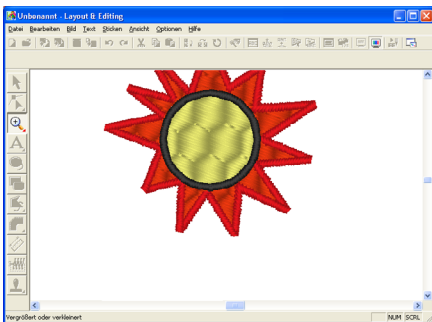 Unbenannt - Layout & Editing
Datei Bearbeiten Bild Text Sticken Ansicht Optionen Hilfe
Vergrößert oder verkleinert NUM SCRL